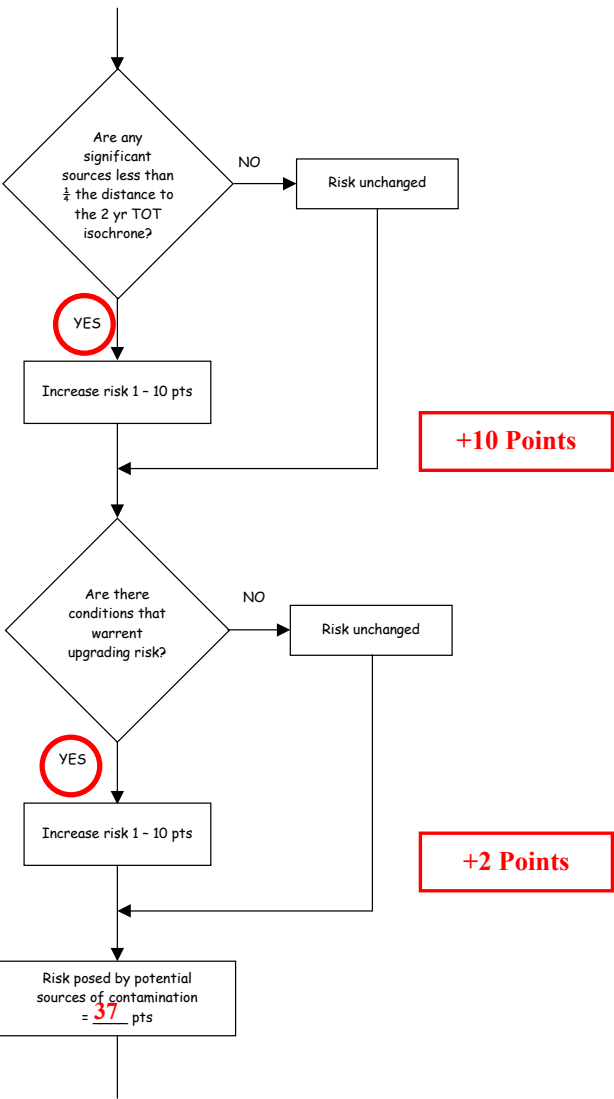 Are any
significant
sources less than
¼ the distance to
the 2 yr TOT
isochrone?
NO
Risk unchanged
YES
Increase risk 1 - 10 pts
+10 Points
Are there
conditions that
warrent
upgrading risk?
NO
Risk unchanged
YES
Increase risk 1 - 10 pts
+2 Points
Risk posed by potential
sources of contamination
= 37 pts